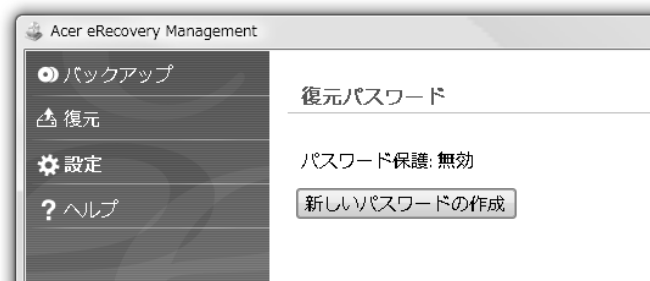 Acer eRecovery Management
バックアップ
復元
設定
?ヘルプ
復元パスワード
パスワード保護: 無効
新しいパスワードの作成